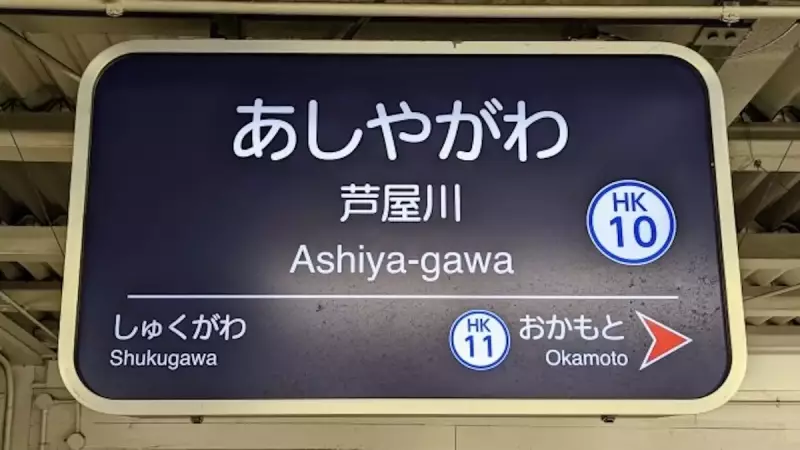 あしやがわ
芦屋川
Ashiya-gawa
HK
10
しゅくがわ
Shukugawa
HK
11
おかもと
Okamoto